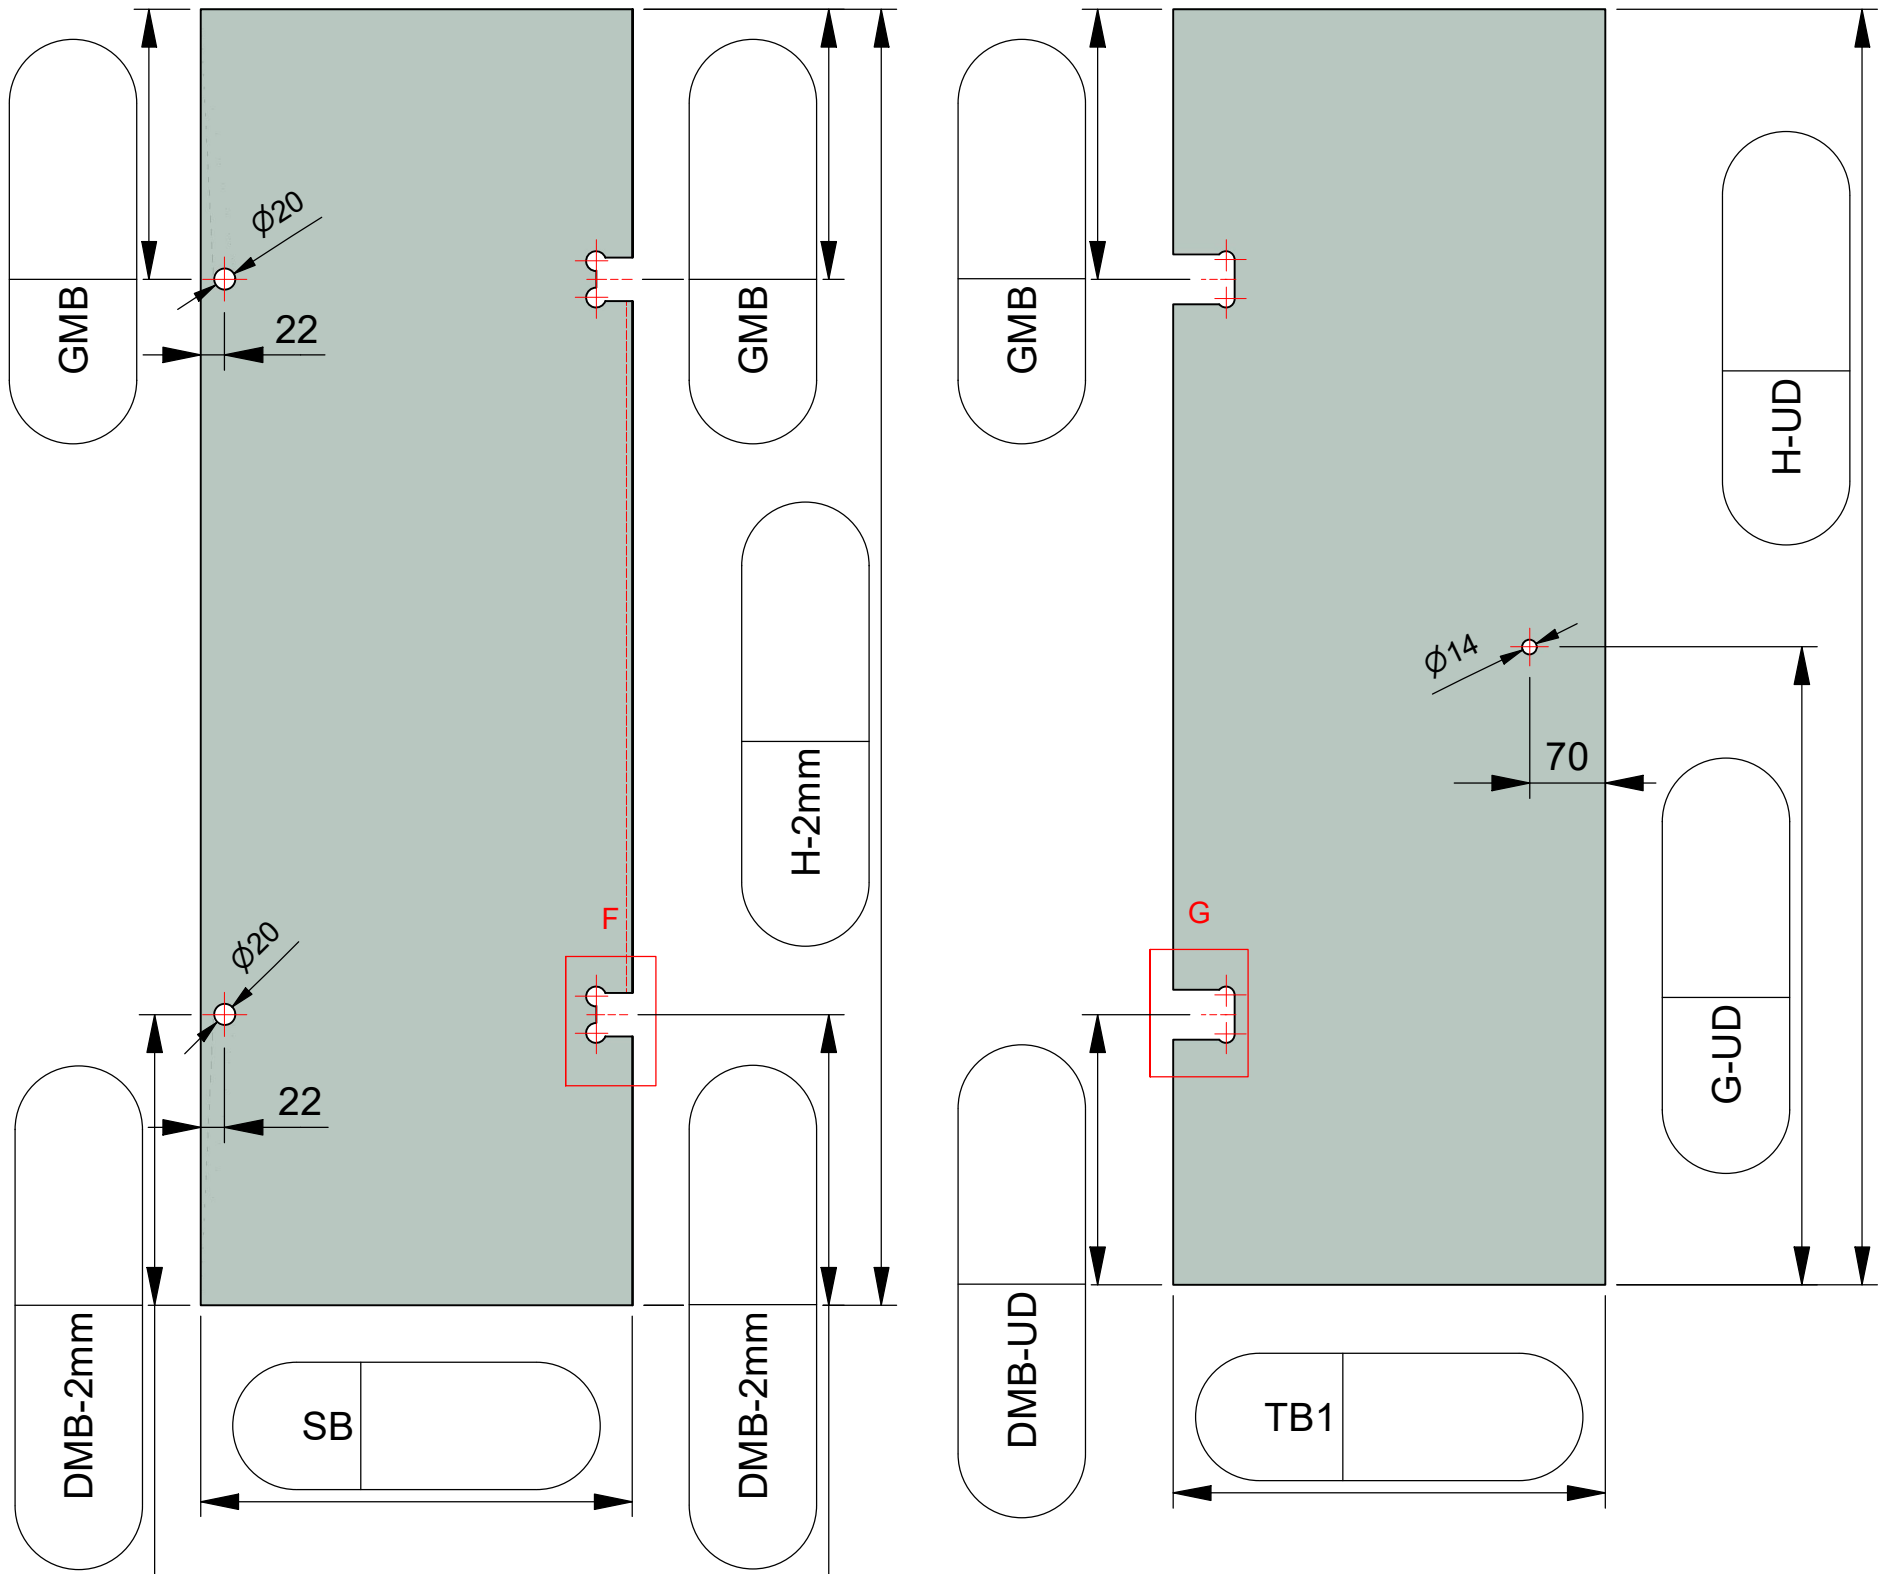 GMB
Φ20
22
GMB
H-2mm
F
Φ20
22
DMB-2mm
DMB-2mm
SB
GMB
H-UD
Φ14
70
G
G-UD
DMB-UD
TB1